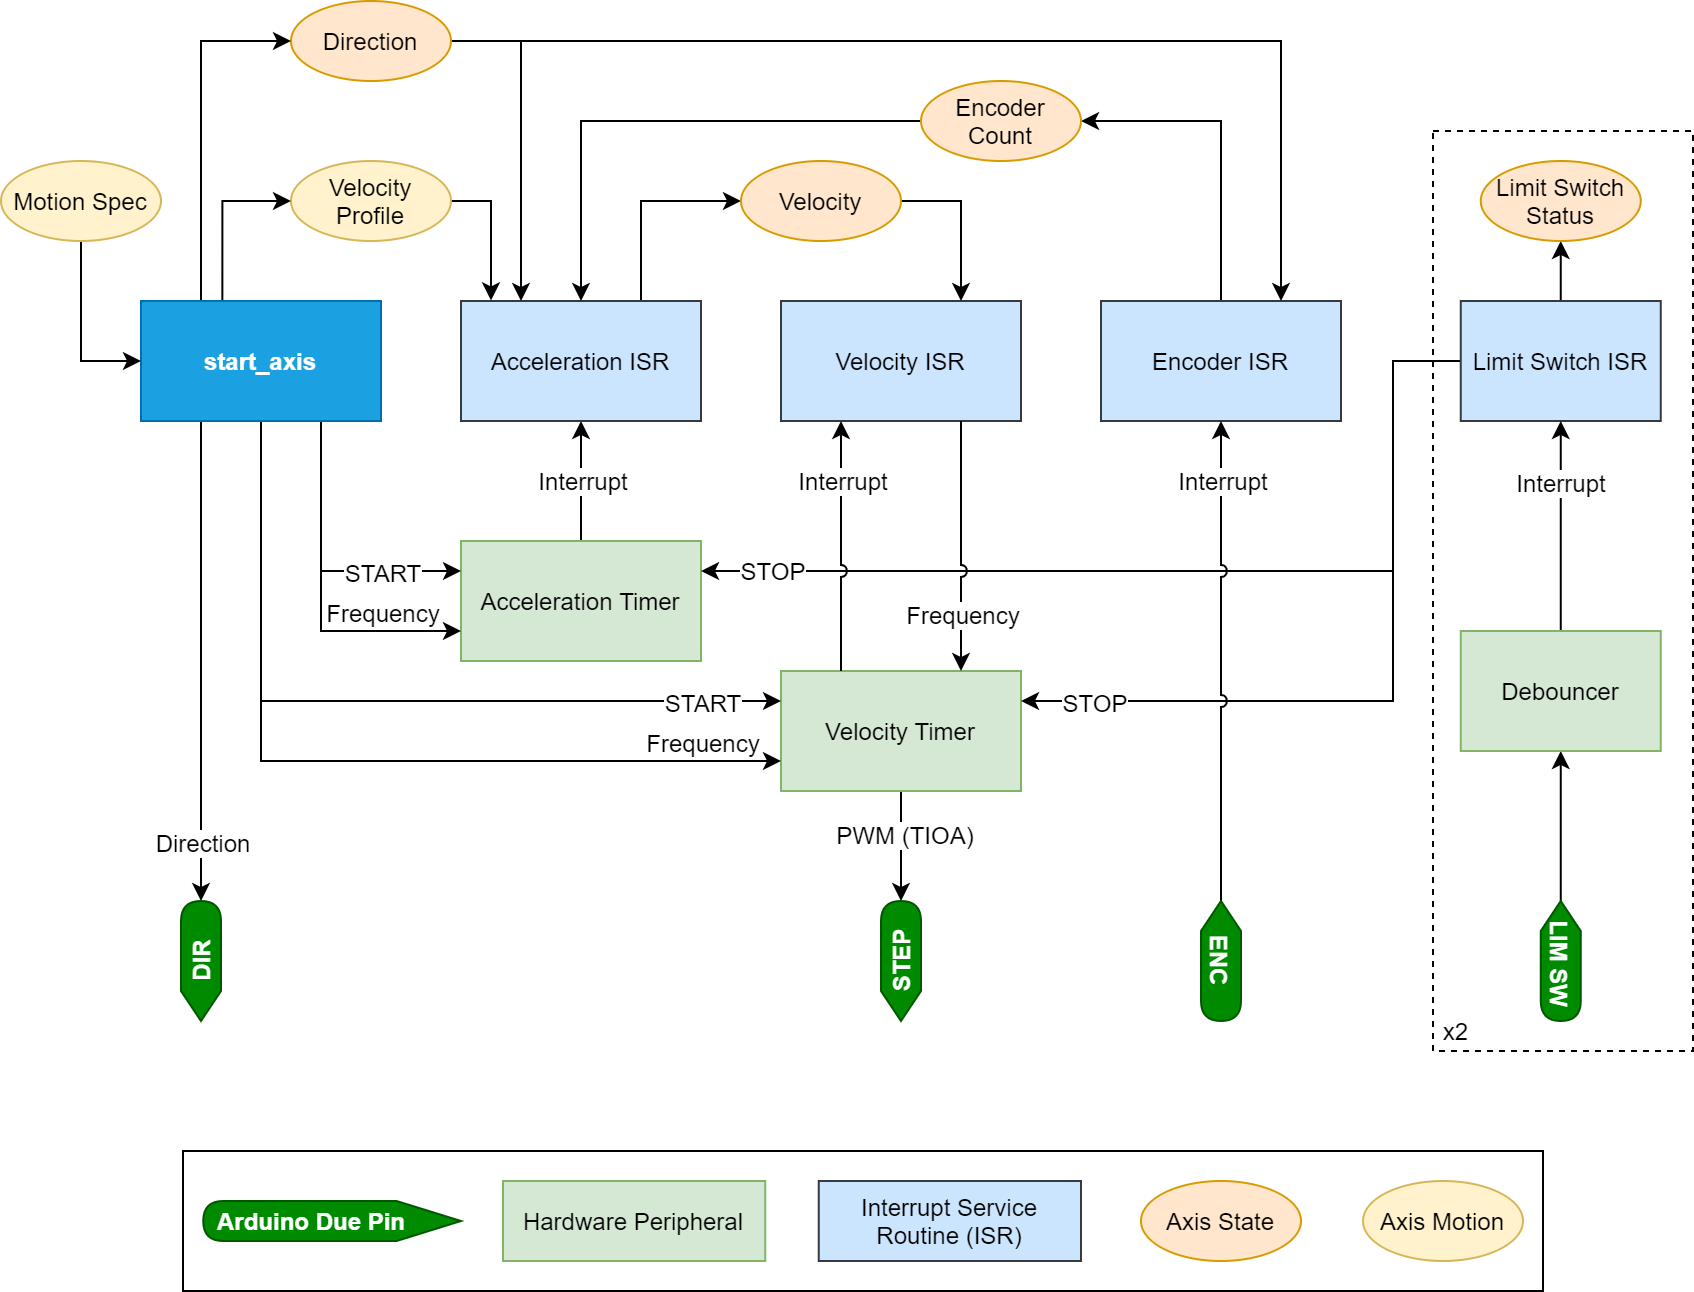 Direction
Encoder
Count
Motion Spec
Velocity
Profile
Velocity
Limit Switch
Status
start_axis
Acceleration ISR
Velocity ISR
Encoder ISR
Limit Switch ISR
Interrupt
Interrupt
Interrupt
Interrupt
START
STOP
Acceleration Timer
Frequency
Frequency
Debouncer
START
STOP
Velocity Timer
Frequency
Direction
PWM (TIOA)
DIR
STEP
ENC
LIM SW
x2
Arduino Due Pin
Hardware Peripheral
Interrupt Service
Routine (ISR)
Axis State
Axis Motion